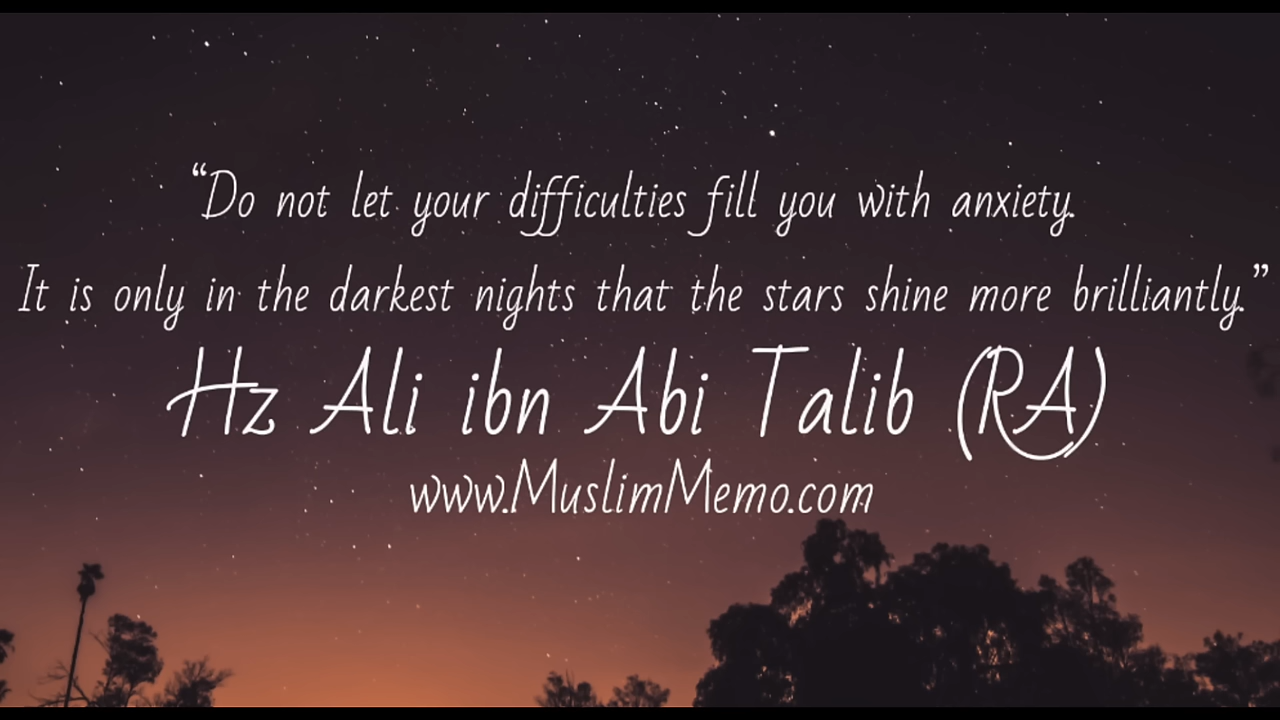 “Do not let your difficulties fill you with anxiety.
It is only in the darkest nights that the stars shine more brilliantly.”
Hz Ali ibn Abi Talib (RA)
www.MuslimMemo.com